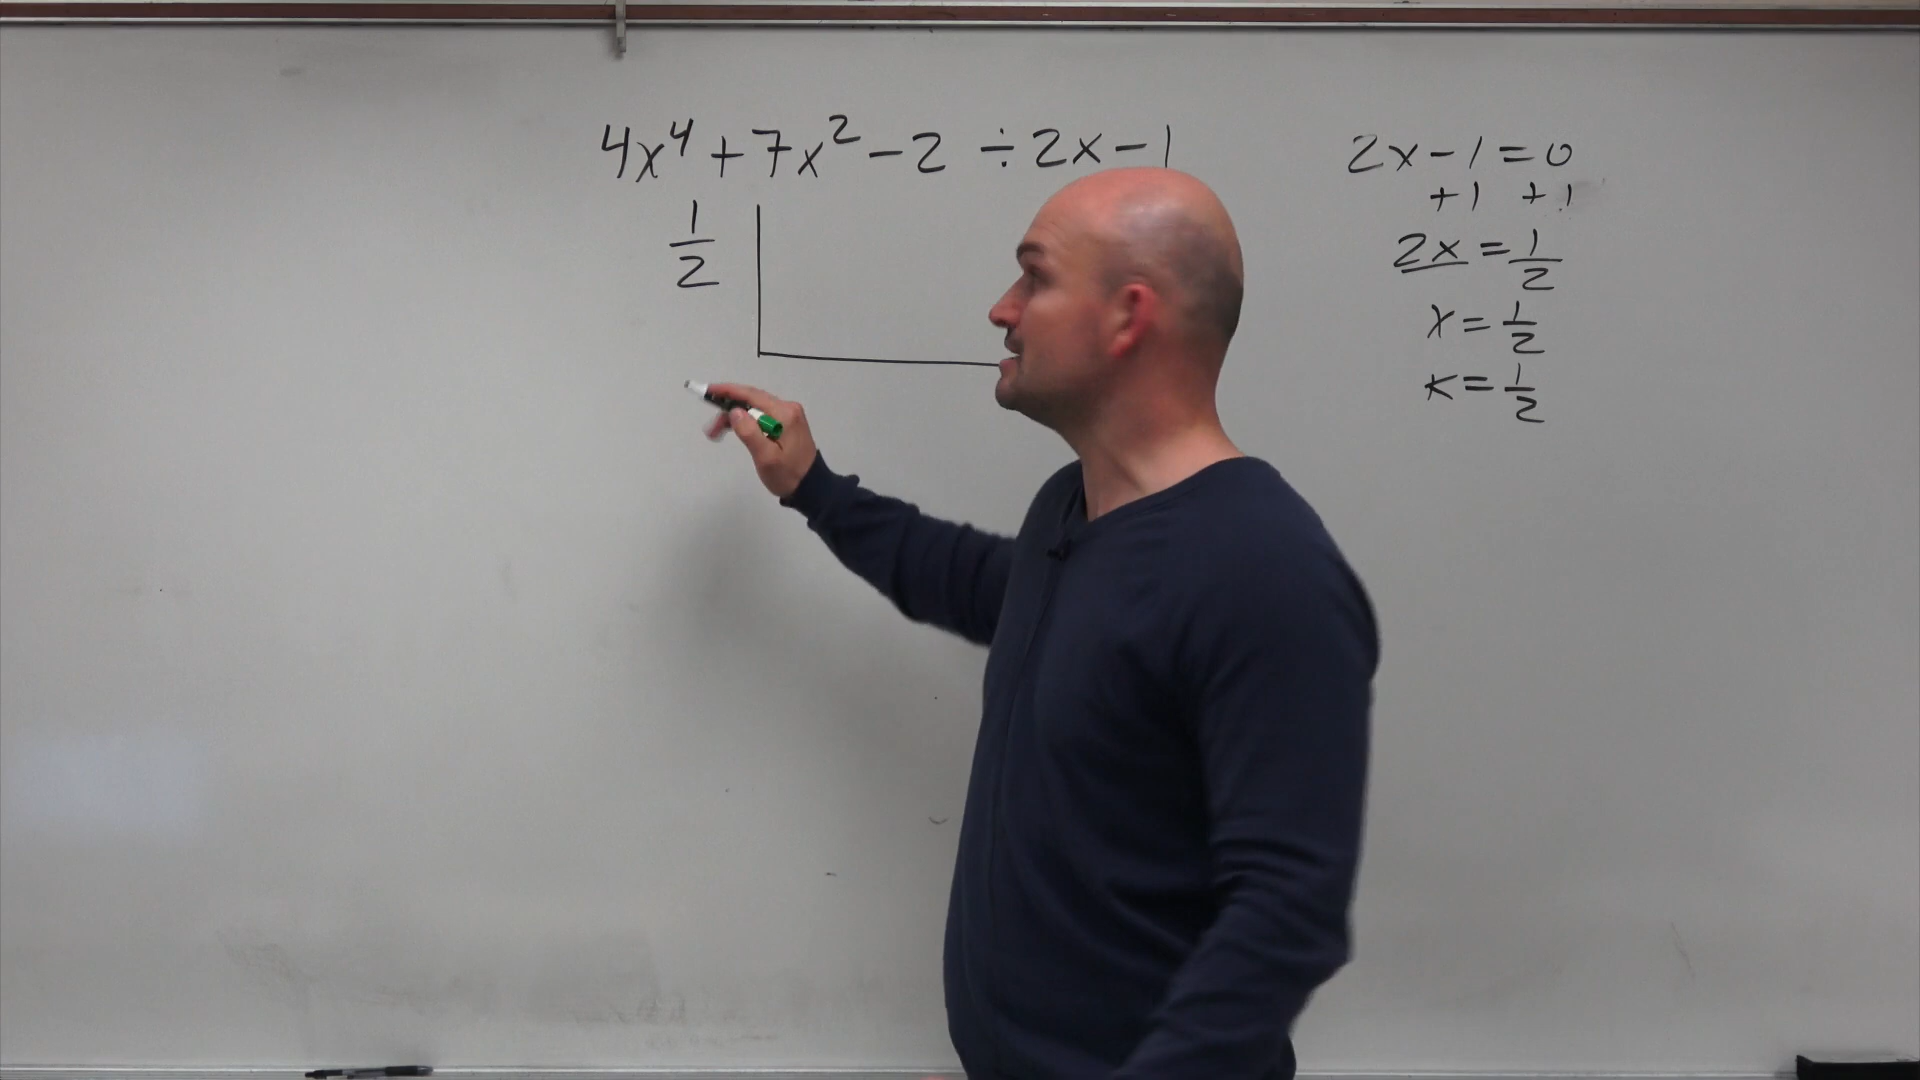 4x⁴ + 7x² - 2 ÷ 2x - 1
1/2
2x - 1 = 0
+1 +1
2x = 1/2
x = 1/2
k = 1/2